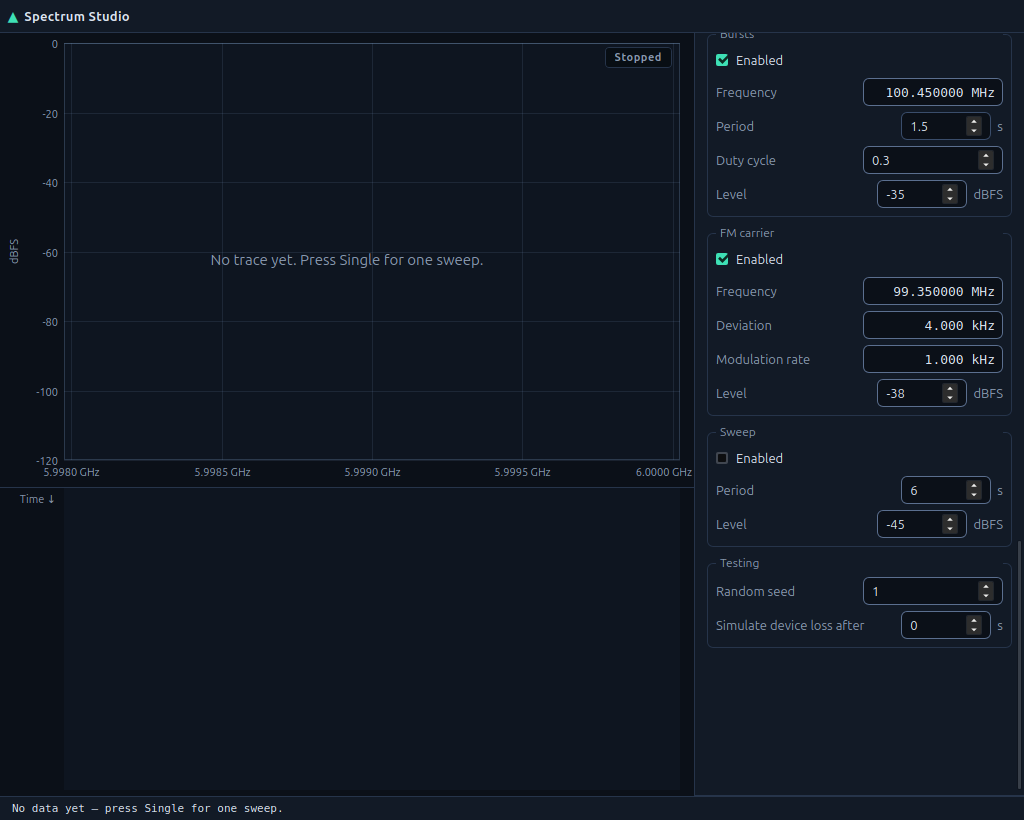 Spectrum Studio
0
-20
-40
-60
-80
-100
-120
dBFS
Stopped
No trace yet. Press Single for one sweep.
5.9980 GHz
5.9985 GHz
5.9990 GHz
5.9995 GHz
6.0000 GHz
Time ↓
Bursts
Enabled
Frequency 100.450000 MHz
Period 1.5 s
Duty cycle 0.3
Level -35 dBFS
FM carrier
Enabled
Frequency 99.350000 MHz
Deviation 4.000 kHz
Modulation rate 1.000 kHz
Level -38 dBFS
Sweep
Enabled
Period 6 s
Level -45 dBFS
Testing
Random seed 1
Simulate device loss after 0 s
No data yet — press Single for one sweep.